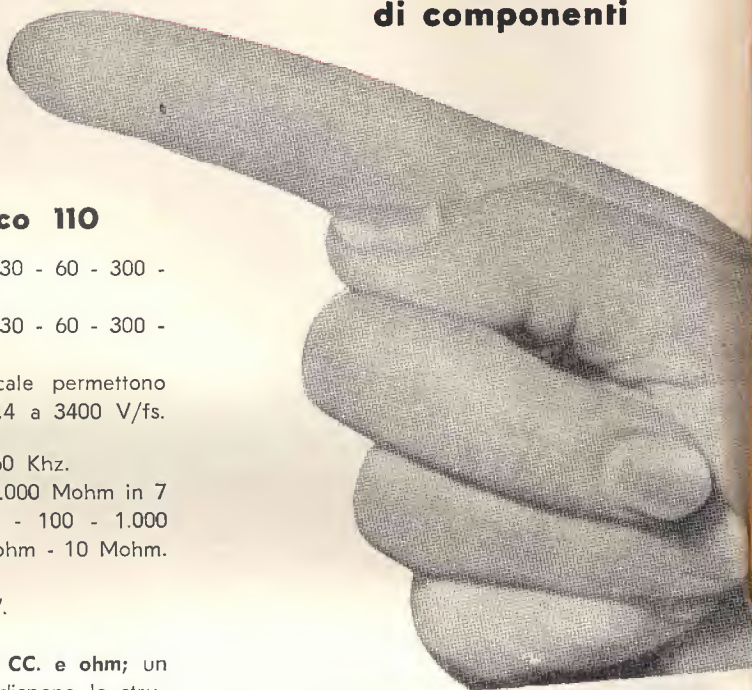 di componenti
co 110
30 - 60 - 300 -
30 - 60 - 300 -
cale permettono
.4 a 3400 V/fs.
0 Khz.
.000 Mohm in 7
- 100 - 1.000
ohm - 10 Mohm.
CC. e ohm; un